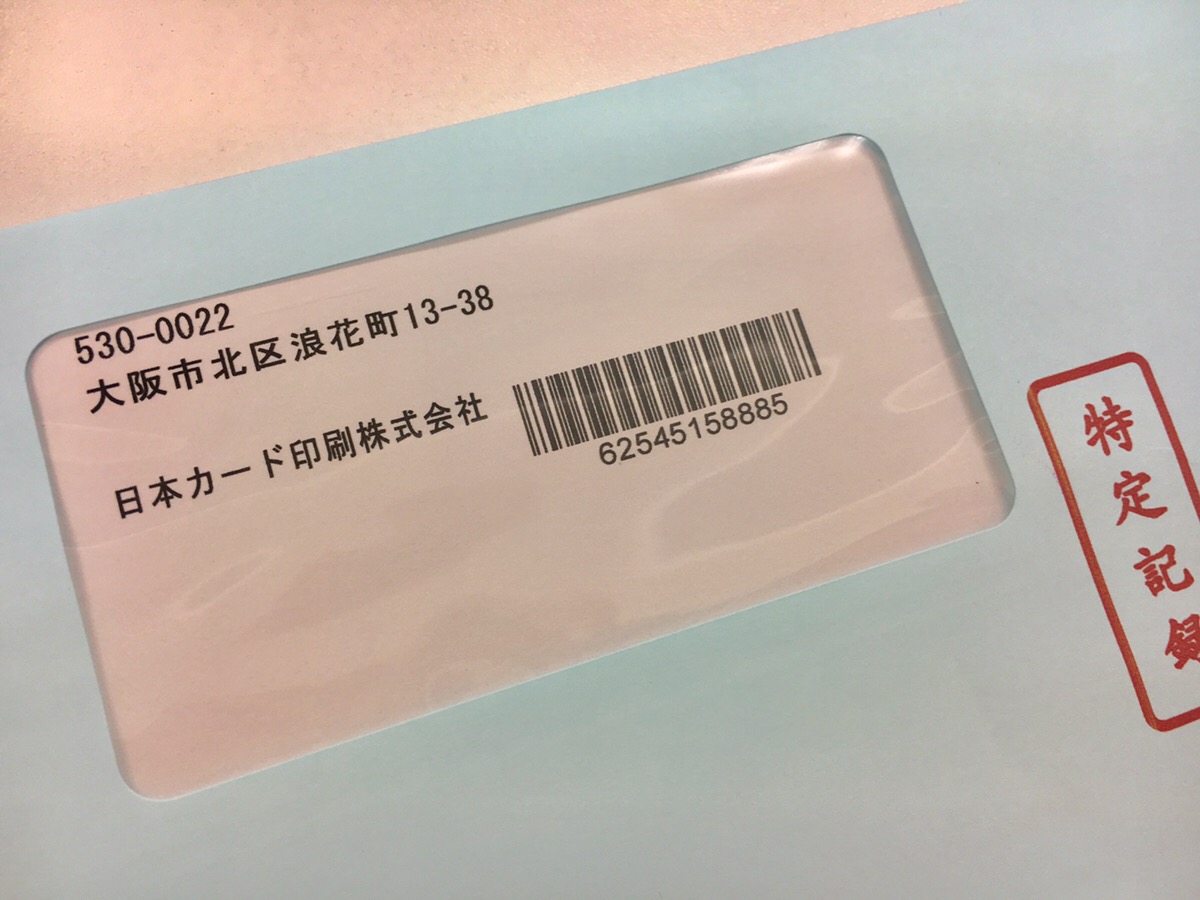 530-0022
大阪市北区浪花町13-38
日本カード印刷株式会社
62545158885
特定記録